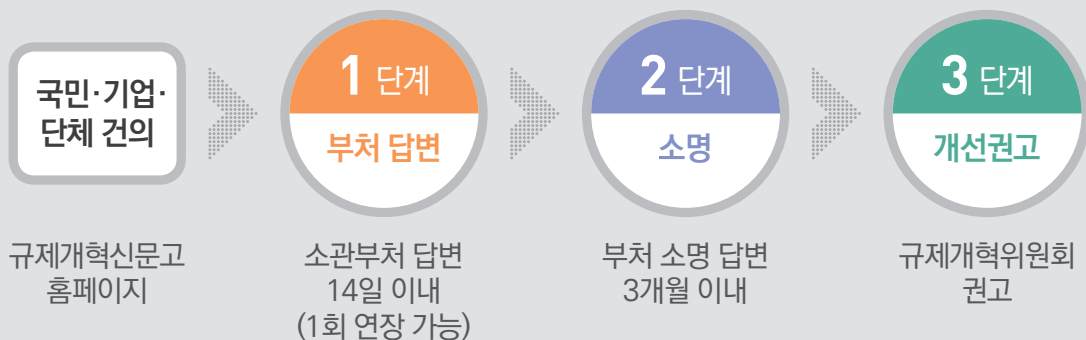 국민·기업·
단체 건의
규제개혁신문고
홈페이지
1 단계
부처 답변
소관부처 답변
14일 이내
(1회 연장 가능)
2 단계
소명
부처 소명 답변
3개월 이내
3 단계
개선권고
규제개혁위원회
권고